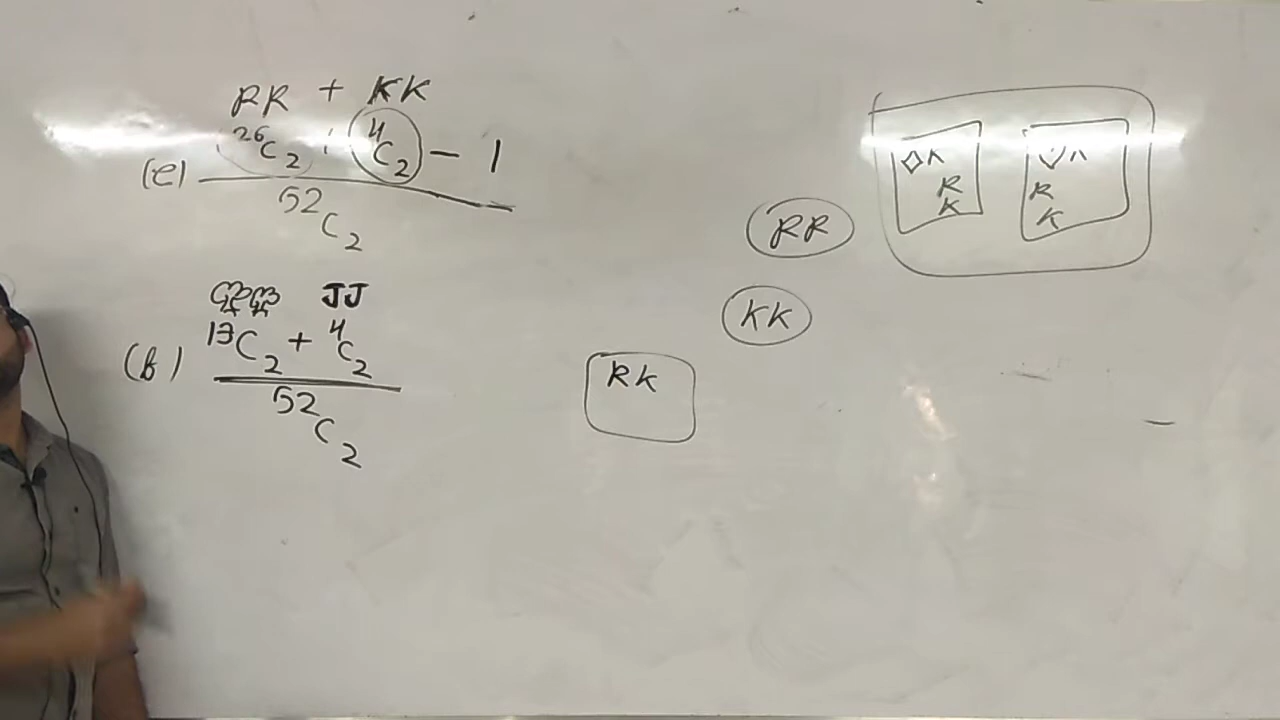 RR + KK
(e) ²⁶C₂ + ⁴C₂ − 1
⁵²C₂
♣♣ JJ
(f) ¹³C₂ + ⁴C₂
⁵²C₂
♢K ♡K
R R
K K
RR
KK
RK